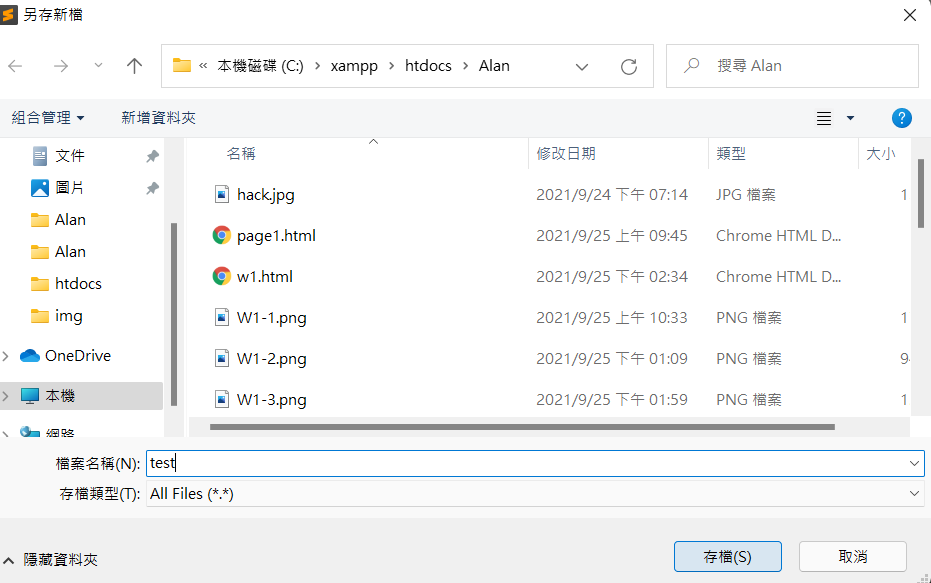 另存新檔
« 本機磁碟 (C:) › xampp › htdocs › Alan
搜尋 Alan
組合管理 新增資料夾
文件
圖片
Alan
Alan
htdocs
img
OneDrive
本機
網路
名稱 修改日期 類型 大小
hack.jpg 2021/9/24 下午 07:14 JPG 檔案 1
page1.html 2021/9/25 上午 09:45 Chrome HTML D...
w1.html 2021/9/25 下午 02:34 Chrome HTML D...
W1-1.png 2021/9/25 上午 10:33 PNG 檔案 1
W1-2.png 2021/9/25 下午 01:09 PNG 檔案 9
W1-3.png 2021/9/25 下午 01:59 PNG 檔案 1
檔案名稱(N): test
存檔類型(T): All Files (*.*)
隱藏資料夾
存檔(S) 取消